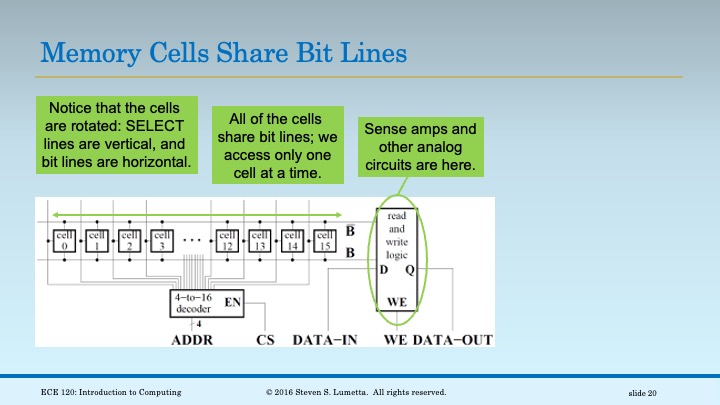 Memory Cells Share Bit Lines
Notice that the cells
are rotated: SELECT
lines are vertical, and
bit lines are horizontal.
All of the cells
share bit lines; we
access only one
cell at a time.
Sense amps and
other analog
circuits are here.
cell
0
cell
1
cell
2
cell
3
...
cell
12
cell
13
cell
14
cell
15
B̅
B
read
and
write
logic
D Q
WE
4−to−16
decoder
EN
4
ADDR
CS
DATA−IN
WE
DATA−OUT
ECE 120: Introduction to Computing
© 2016 Steven S. Lumetta. All rights reserved.
slide 20